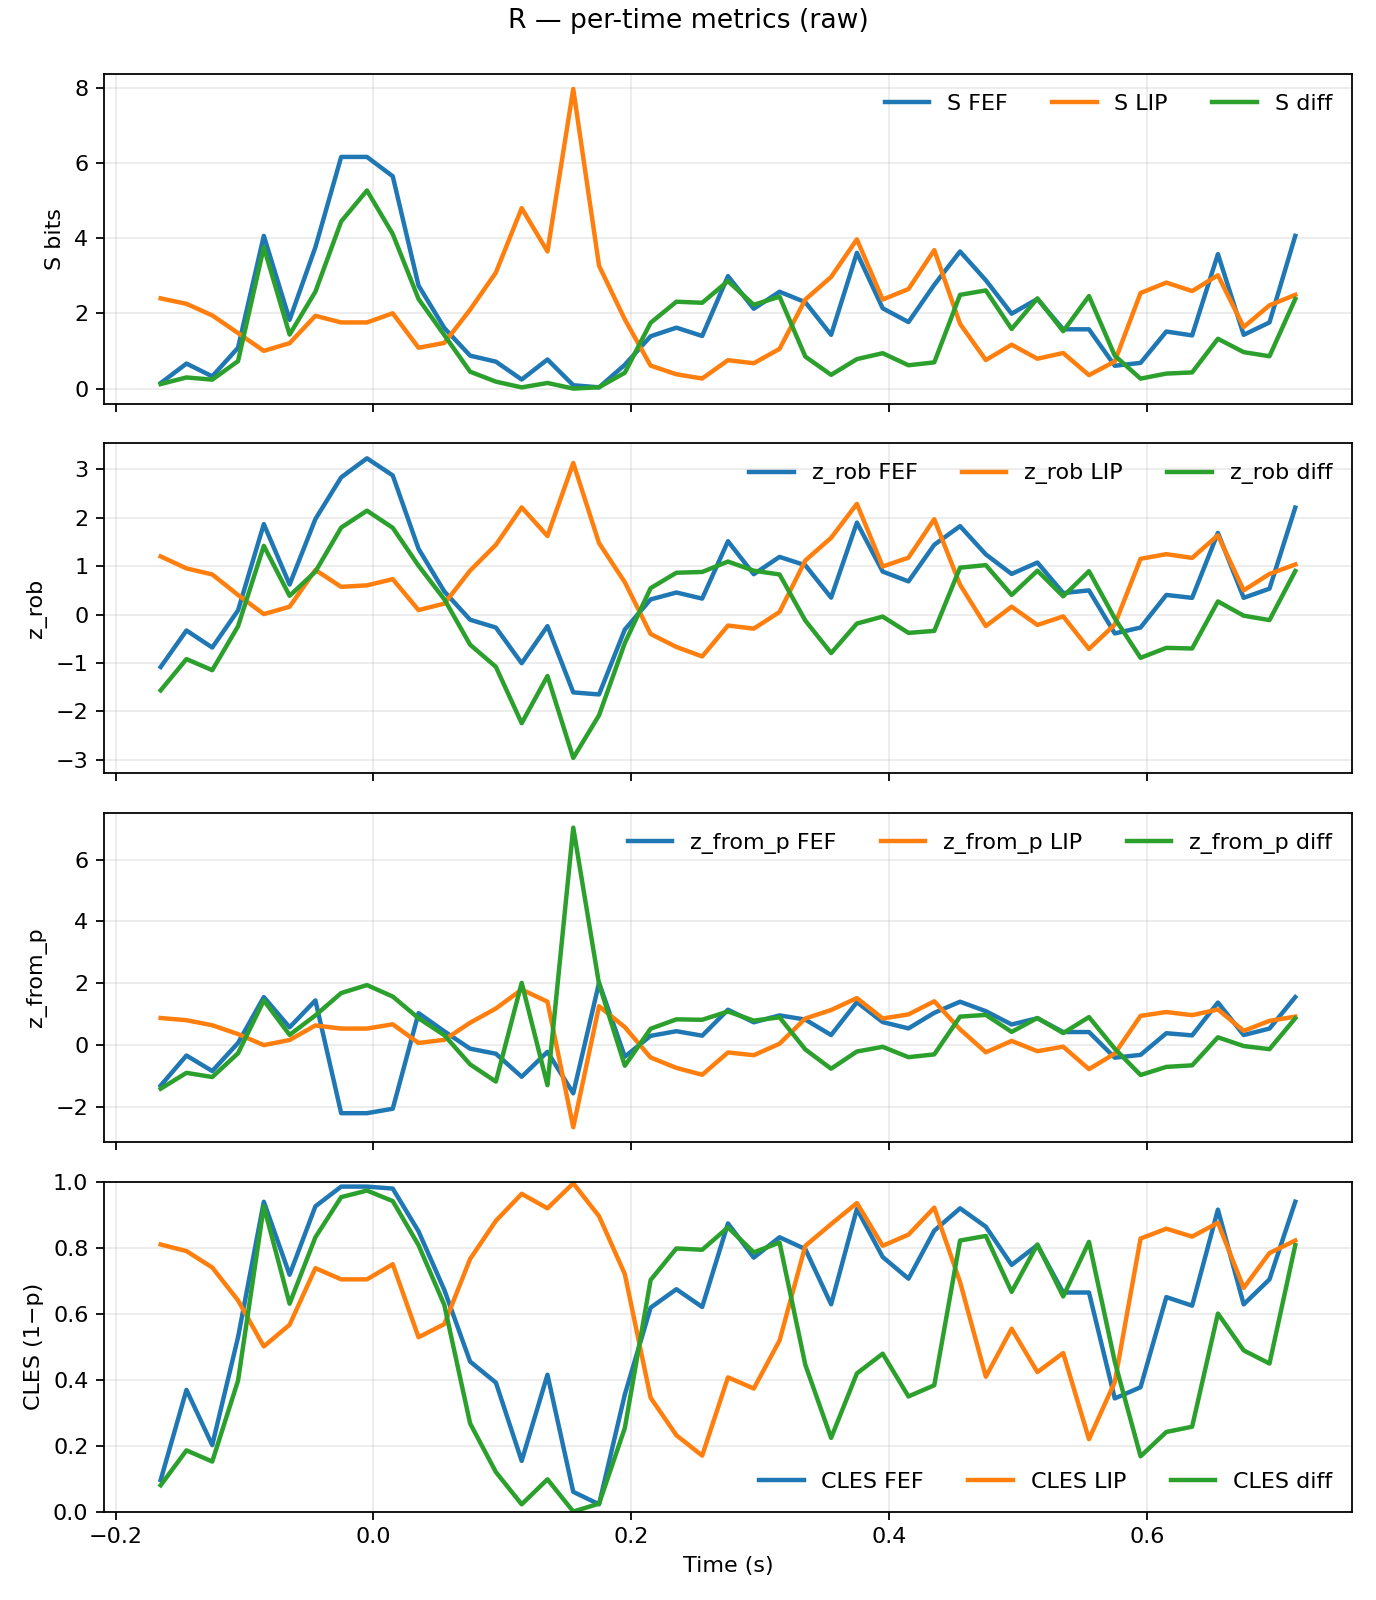 R — per-time metrics (raw)
S FEF S LIP S diff
8
6
4
2
0
S bits
z_rob FEF z_rob LIP z_rob diff
3
2
1
0
−1
−2
−3
z_rob
z_from_p FEF z_from_p LIP z_from_p diff
6
4
2
0
−2
z_from_p
1.0
0.8
0.6
0.4
0.2
0.0
CLES (1−p)
CLES FEF CLES LIP CLES diff
−0.2 0.0 0.2 0.4 0.6
Time (s)